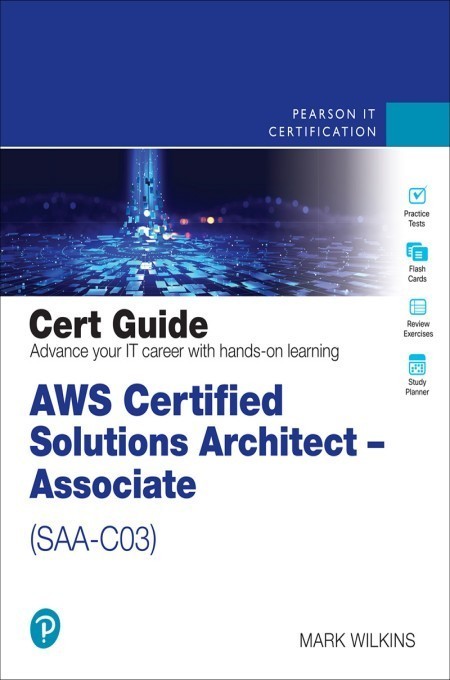 PEARSON IT
CERTIFICATION
Practice
Tests
Flash
Cards
Review
Exercises
Study
Planner
Cert Guide
Advance your IT career with hands-on learning
AWS Certified
Solutions Architect –
Associate
(SAA-C03)
P
MARK WILKINS